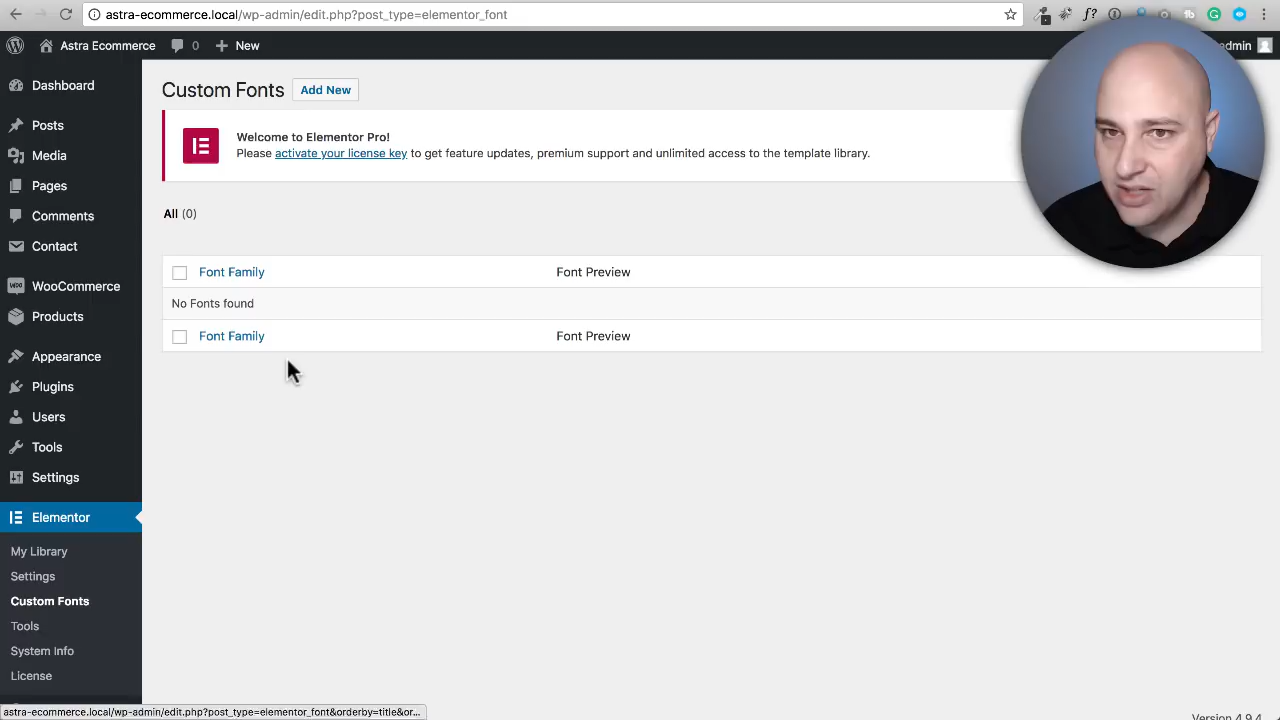 astra-ecommerce.local/wp-admin/edit.php?post_type=elementor_font
Astra Ecommerce
0
New
admin
Dashboard
Posts
Media
Pages
Comments
Contact
WooCommerce
Products
Appearance
Plugins
Users
Tools
Settings
Elementor
My Library
Settings
Custom Fonts
Tools
System Info
License
Custom Fonts
Add New
Welcome to Elementor Pro!
Please activate your license key to get feature updates, premium support and unlimited access to the template library.
All (0)
Font Family Font Preview
No Fonts found
Font Family Font Preview
astra-ecommerce.local/wp-admin/edit.php?post_type=elementor_font&orderby=title&or...
Version 4.9.4